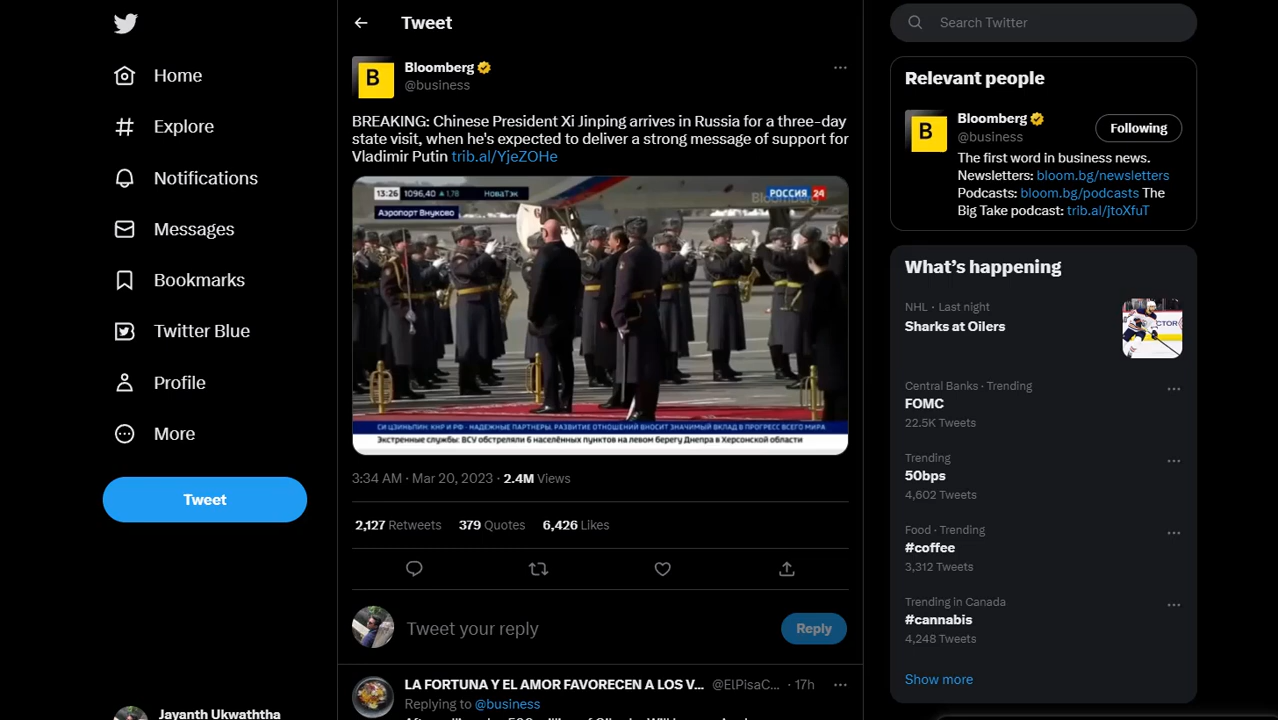 Home
Explore
Notifications
Messages
Bookmarks
Twitter Blue
Profile
More
Tweet
Jayanth Ukwaththa
Tweet
B
Bloomberg
@business
BREAKING: Chinese President Xi Jinping arrives in Russia for a three-day
state visit, when he's expected to deliver a strong message of support for
Vladimir Putin trib.al/YjeZOHe
13:26 1096,40 ▲1,78 НоваТэк
Аэропорт Внуково
РОССИЯ 24
Bloomberg
СИ ЦЗИНЬПИН: КНР И РФ - НАДЕЖНЫЕ ПАРТНЕРЫ, РАЗВИТИЕ ОТНОШЕНИЙ ВНОСИТ ЗНАЧИМЫЙ ВКЛАД В ПРОГРЕСС ВСЕГО МИРА
Экстренные службы: ВСУ обстреляли 6 населённых пунктов на левом берегу Днепра в Херсонской области
3:34 AM · Mar 20, 2023 · 2.4M Views
2,127 Retweets 379 Quotes 6,426 Likes
Tweet your reply
Reply
LA FORTUNA Y EL AMOR FAVORECEN A LOS V... @ElPisaC... · 17h
Replying to @business
Search Twitter
Relevant people
B
Bloomberg
@business
Following
The first word in business news.
Newsletters: bloom.bg/newsletters
Podcasts: bloom.bg/podcasts The
Big Take podcast: trib.al/jtoXfuT
What's happening
NHL · Last night
Sharks at Oilers
Central Banks · Trending
FOMC
22.5K Tweets
Trending
50bps
4,602 Tweets
Food · Trending
#coffee
3,312 Tweets
Trending in Canada
#cannabis
4,248 Tweets
Show more